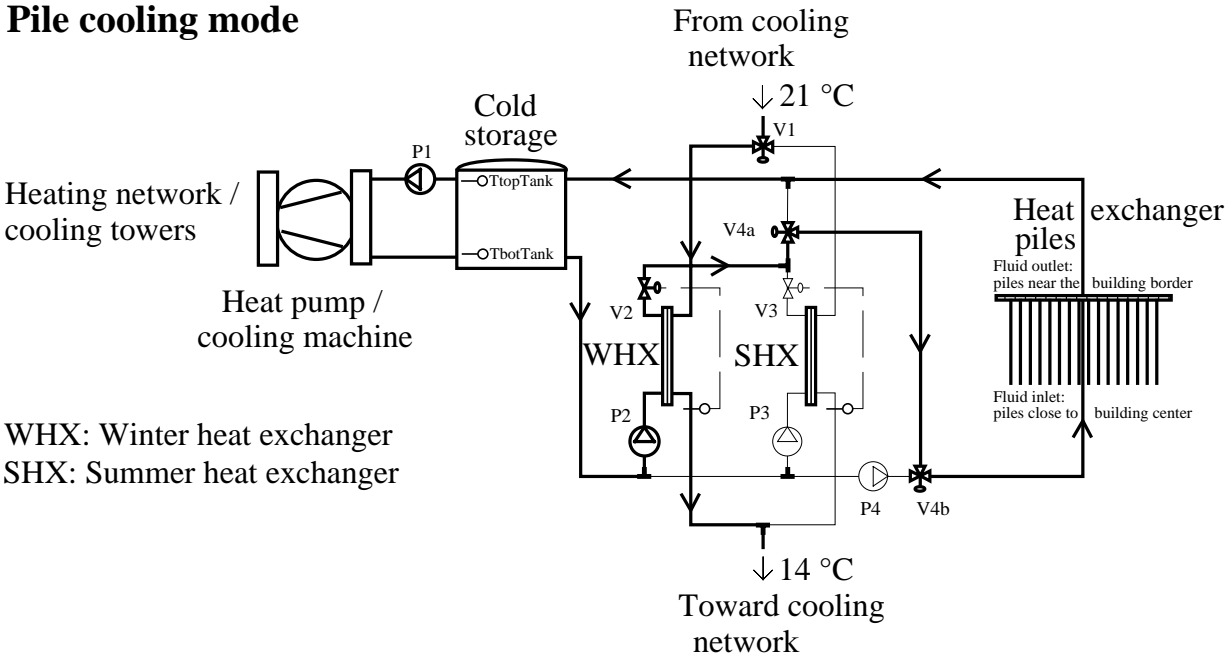 Pile cooling mode
From cooling
network
21 °C
V1
Cold
storage
P1
TtopTank
Heating network /
cooling towers
Heat exchanger
piles
V4a
Fluid outlet:
piles near the building border
TbotTank
Heat pump /
cooling machine
V2
V3
WHX
SHX
Fluid inlet:
piles close to building center
P2
P3
WHX: Winter heat exchanger
SHX: Summer heat exchanger
P4
V4b
14 °C
Toward cooling
network